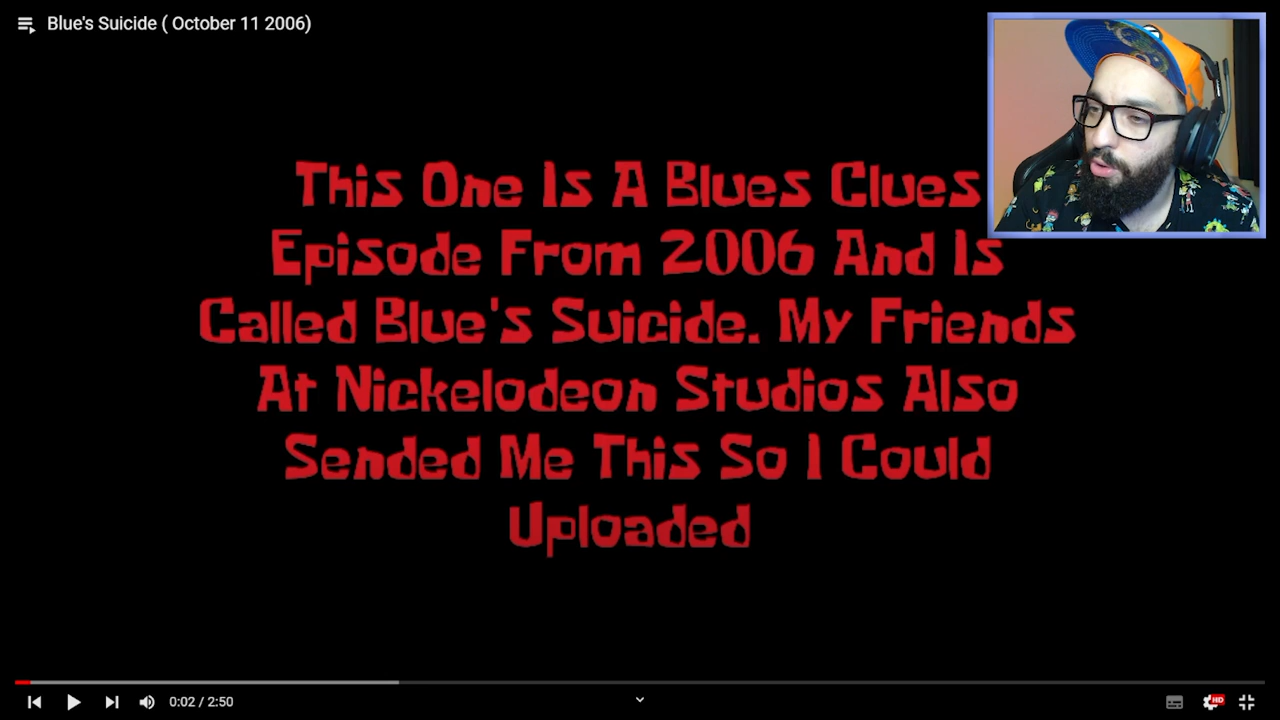 Blue's Suicide ( October 11 2006)
This One Is A Blues Clues
Episode From 2006 And Is
Called Blue's Suicide. My Friends
At Nickelodeon Studios Also
Sended Me This So I Could
Uploaded
0:02 / 2:50
HD